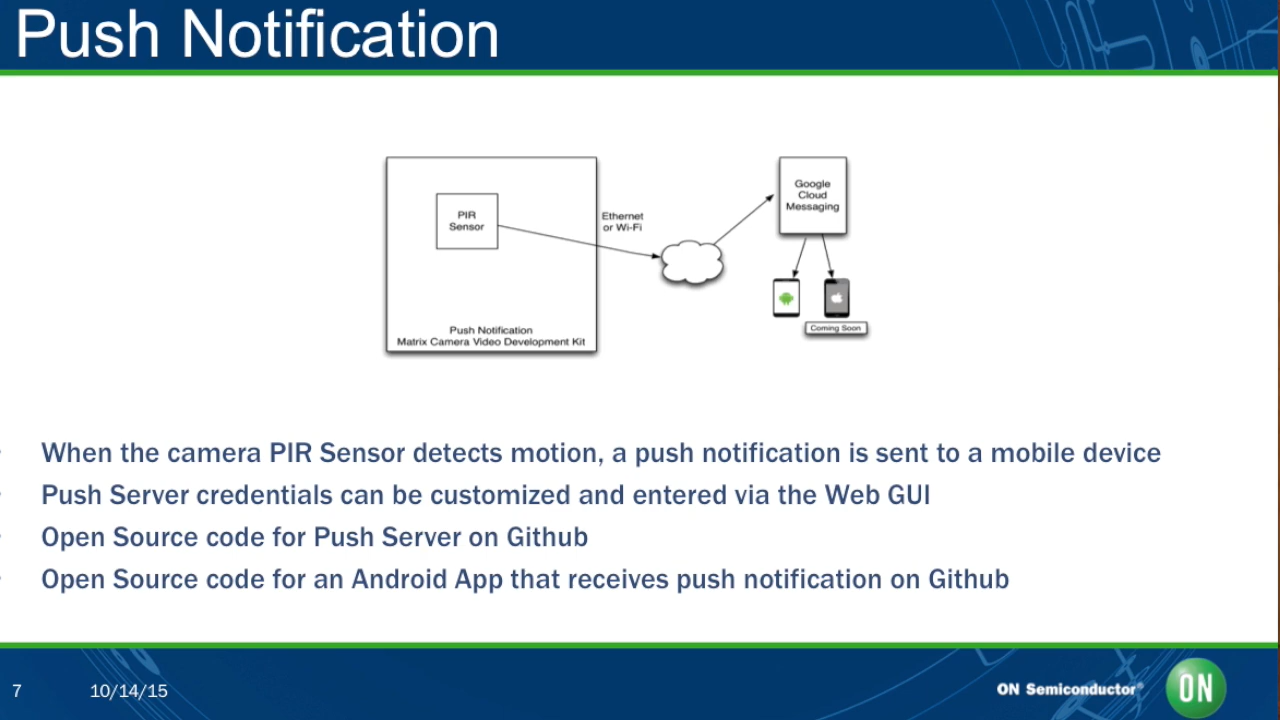 Push Notification
PIR
Sensor
Ethernet
or Wi-Fi
Google
Cloud
Messaging
Coming Soon
Push Notification
Matrix Camera Video Development Kit
When the camera PIR Sensor detects motion, a push notification is sent to a mobile device
Push Server credentials can be customized and entered via the Web GUI
Open Source code for Push Server on Github
Open Source code for an Android App that receives push notification on Github
7 10/14/15 ON Semiconductor® ON